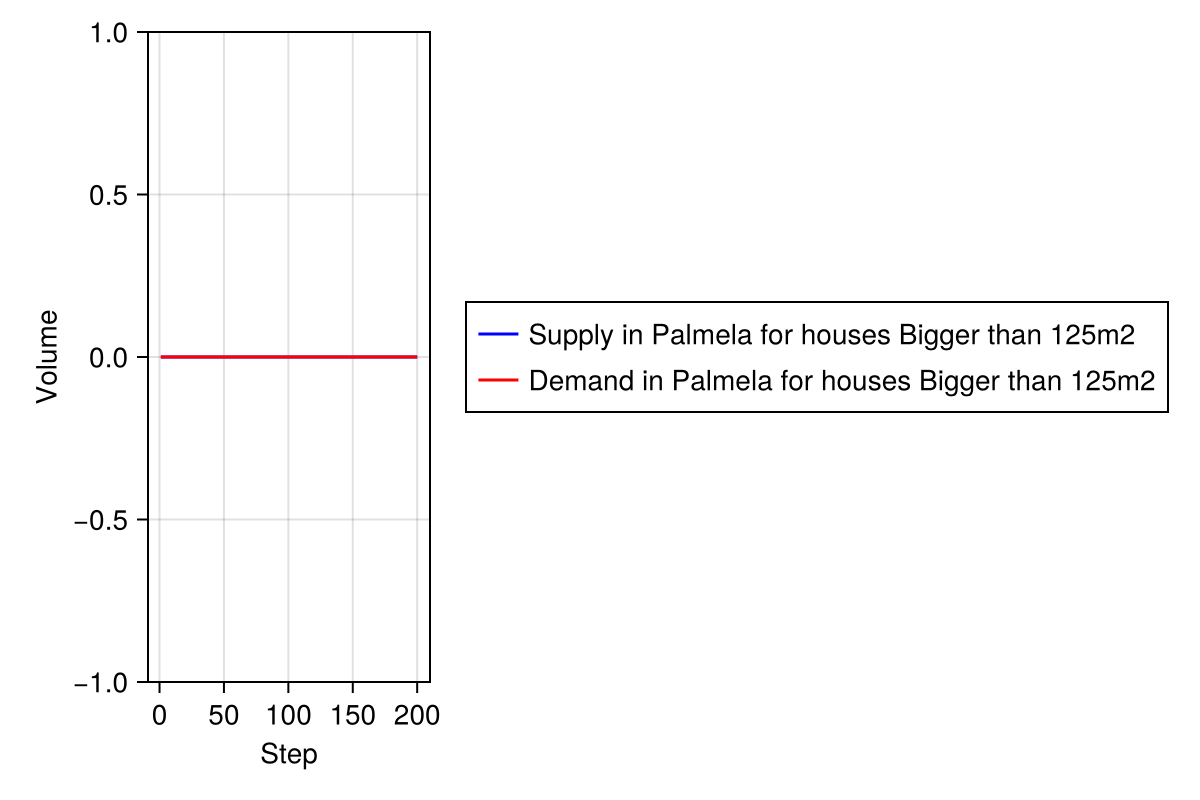 1.0
0.5
0.0
−0.5
−1.0
Volume
0 50 100 150 200
Step
Supply in Palmela for houses Bigger than 125m2
Demand in Palmela for houses Bigger than 125m2